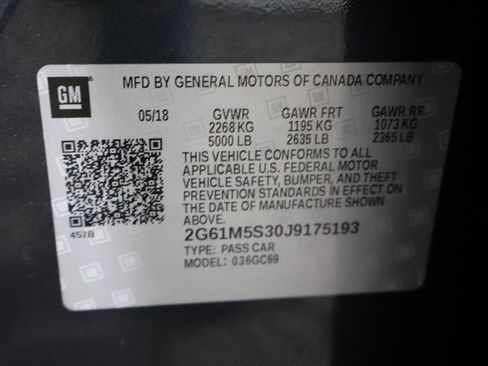 GM
MFD BY GENERAL MOTORS OF CANADA COMPANY
05/18 GVWR GAWR FRT GAWR RR
2268 KG 1195 KG 1073 KG
5000 LB 2635 LB 2365 LB
THIS VEHICLE CONFORMS TO ALL
APPLICABLE U.S. FEDERAL MOTOR
VEHICLE SAFETY, BUMPER, AND THEFT
PREVENTION STANDARDS IN EFFECT ON
THE DATE OF MANUFACTURE SHOWN ABOVE.
457B
2G61M5S30J9175193
TYPE: PASS CAR
MODEL: 036GC69